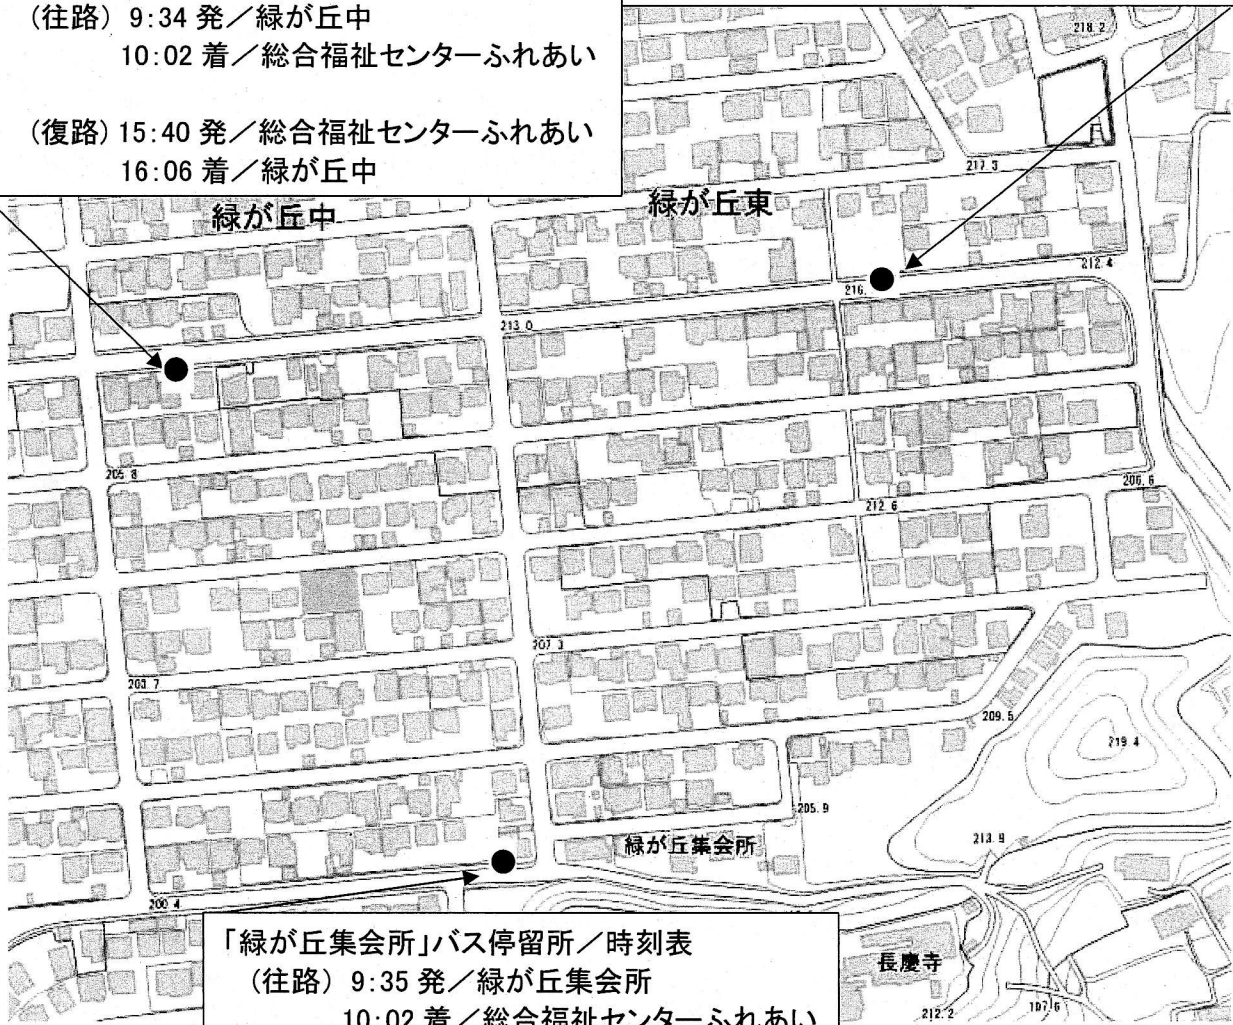 (往路) 9:34 発／緑が丘中
10:02 着／総合福祉センターふれあい
(復路) 15:40 発／総合福祉センターふれあい
16:06 着／緑が丘中
218.2
217.3
緑が丘中
緑が丘東
212.4
216.
213.0
205.8
206.6
212.6
207.3
203.7
209.5
219.4
205.9
緑が丘集会所
213.9
200.4
「緑が丘集会所」バス停留所／時刻表
(往路) 9:35 発／緑が丘集会所
10:02 着／総合福祉センターふれあい
長慶寺
212.2
197.6